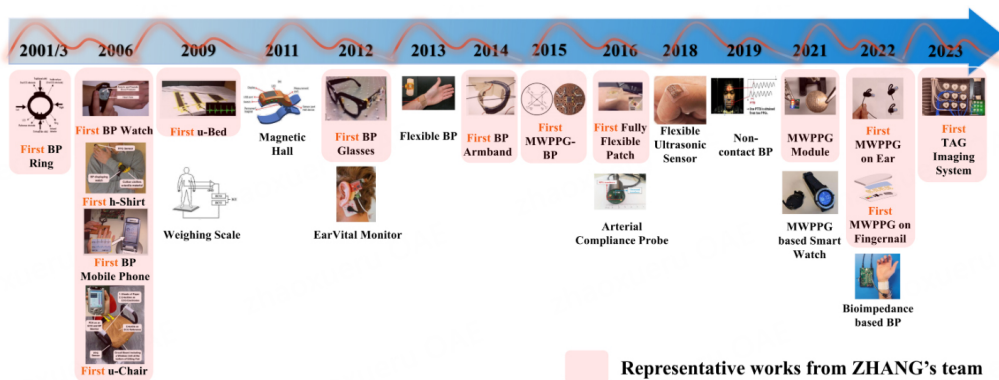 2001/3
2006
2009
2011
2012
2013
2014
2015
2016
2018
2019
2021
2022
2023
First BP
Ring
First BP Watch
First h-Shirt
First BP
Mobile Phone
First u-Chair
First u-Bed
Weighing Scale
Magnetic
Hall
First BP
Glasses
EarVital Monitor
Flexible BP
First BP
Armband
First
MWPPG-
BP
First Fully
Flexible
Patch
Arterial
Compliance Probe
Flexible
Ultrasonic
Sensor
Non-
contact BP
MWPPG
Module
MWPPG
based Smart
Watch
First
MWPPG
on Ear
First
MWPPG on
Fingernail
Bioimpedance
based BP
First
TAG
Imaging
System
Representative works from ZHANG's team